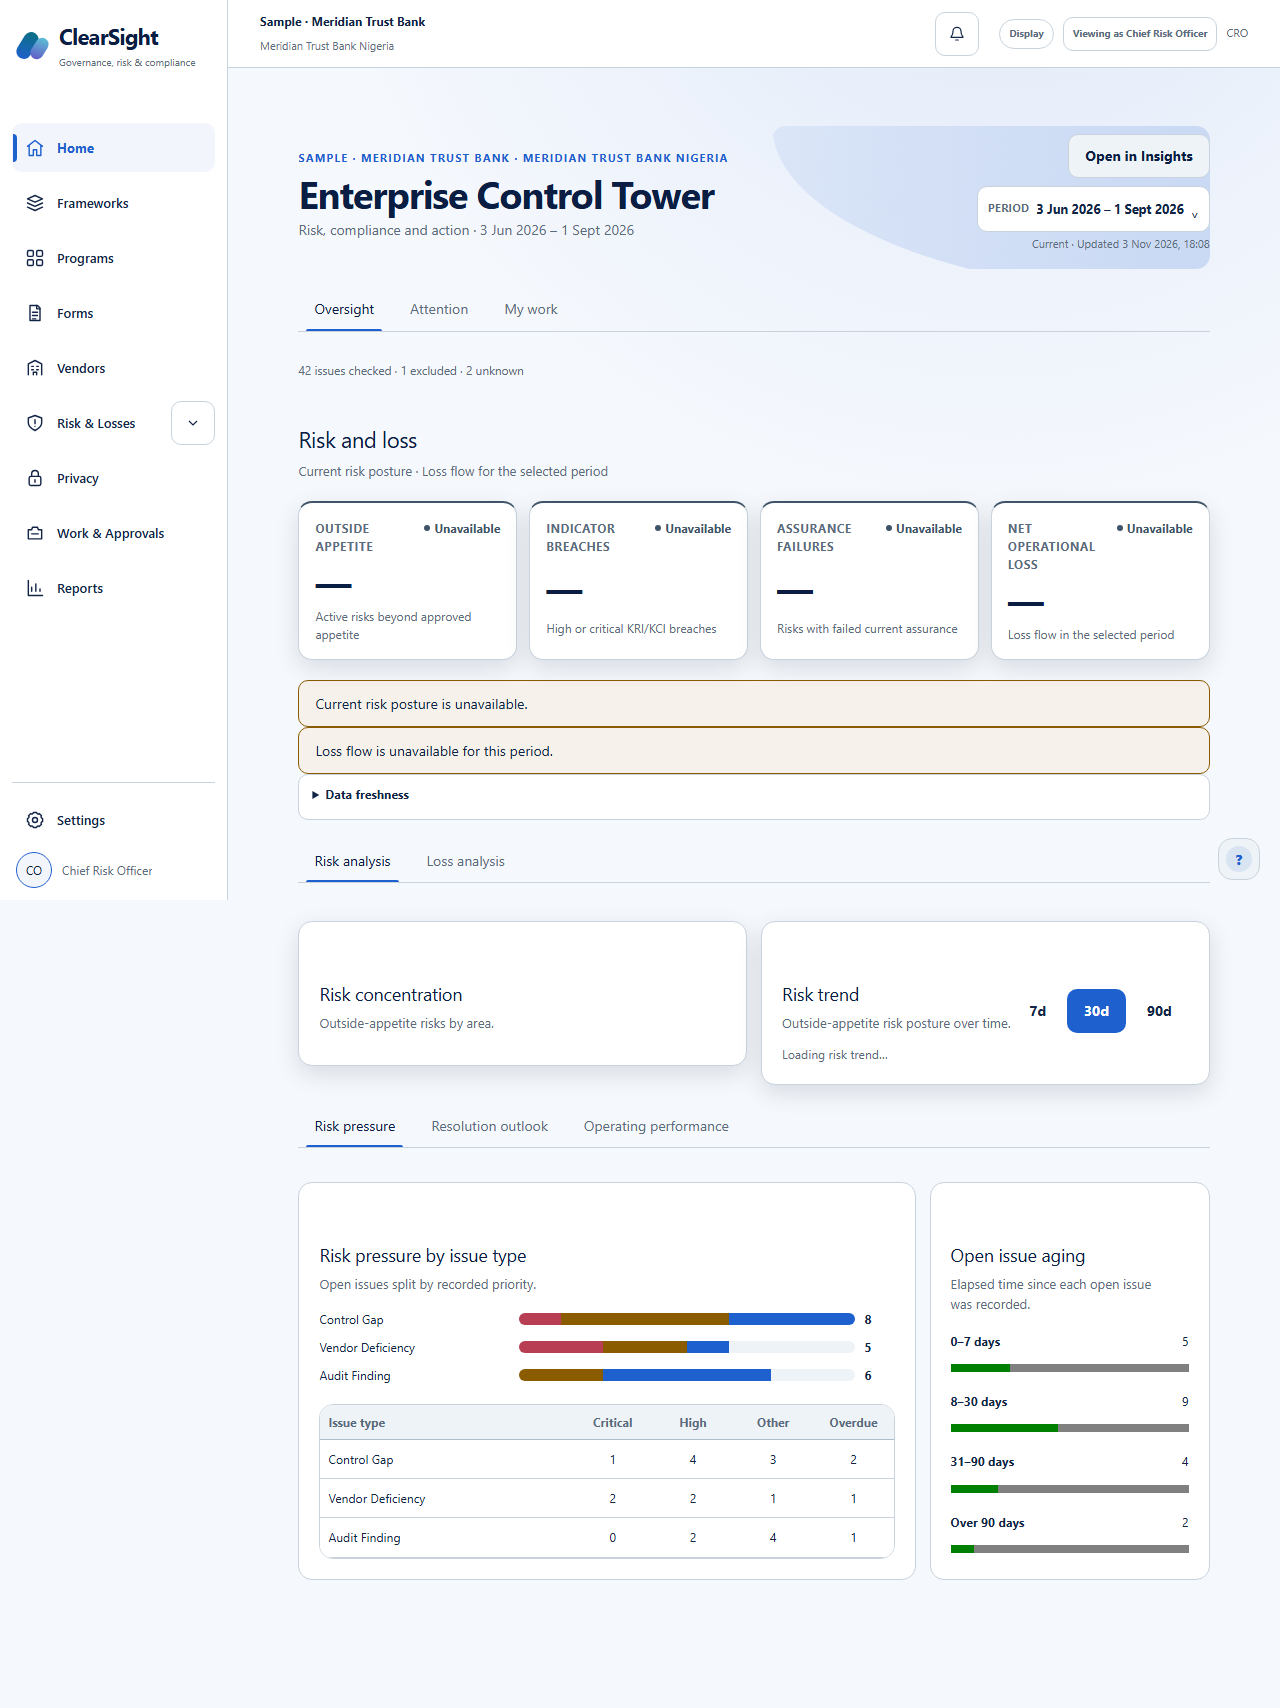 ClearSight
Governance, risk & compliance
Home
Frameworks
Programs
Forms
Vendors
Risk & Losses
Privacy
Work & Approvals
Reports
Settings
CO
Chief Risk Officer
Sample · Meridian Trust Bank
Meridian Trust Bank Nigeria
Display
Viewing as Chief Risk Officer
CRO
SAMPLE · MERIDIAN TRUST BANK · MERIDIAN TRUST BANK NIGERIA
Enterprise Control Tower
Risk, compliance and action · 3 Jun 2026 – 1 Sept 2026
Open in Insights
PERIOD 3 Jun 2026 – 1 Sept 2026 v
Current · Updated 3 Nov 2026, 18:08
Oversight Attention My work
42 issues checked · 1 excluded · 2 unknown
Risk and loss
Current risk posture · Loss flow for the selected period
OUTSIDE
APPETITE
Unavailable
—
Active risks beyond approved
appetite
INDICATOR
BREACHES
Unavailable
—
High or critical KRI/KCI breaches
ASSURANCE
FAILURES
Unavailable
—
Risks with failed current assurance
NET
OPERATIONAL
LOSS
Unavailable
—
Loss flow in the selected period
Current risk posture is unavailable.
Loss flow is unavailable for this period.
Data freshness
?
Risk analysis Loss analysis
Risk concentration
Outside-appetite risks by area.
Risk trend
Outside-appetite risk posture over time.
7d 30d 90d
Loading risk trend...
Risk pressure Resolution outlook Operating performance
Risk pressure by issue type
Open issues split by recorded priority.
Control Gap 8
Vendor Deficiency 5
Audit Finding 6
Issue type Critical High Other Overdue
Control Gap 1 4 3 2
Vendor Deficiency 2 2 1 1
Audit Finding 0 2 4 1
Open issue aging
Elapsed time since each open issue
was recorded.
0–7 days 5
8–30 days 9
31–90 days 4
Over 90 days 2